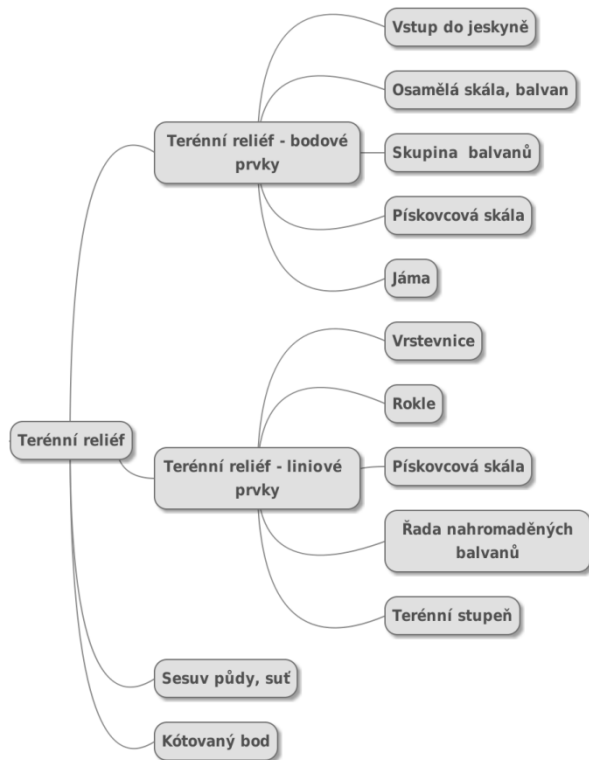 Vstup do jeskyně
Osamělá skála, balvan
Terénní reliéf - bodové
prvky
Skupina balvanů
Pískovcová skála
Jáma
Vrstevnice
Rokle
Terénní reliéf
Terénní reliéf - liniové
prvky
Pískovcová skála
Řada nahromaděných
balvanů
Terénní stupeň
Sesuv půdy, suť
Kótovaný bod